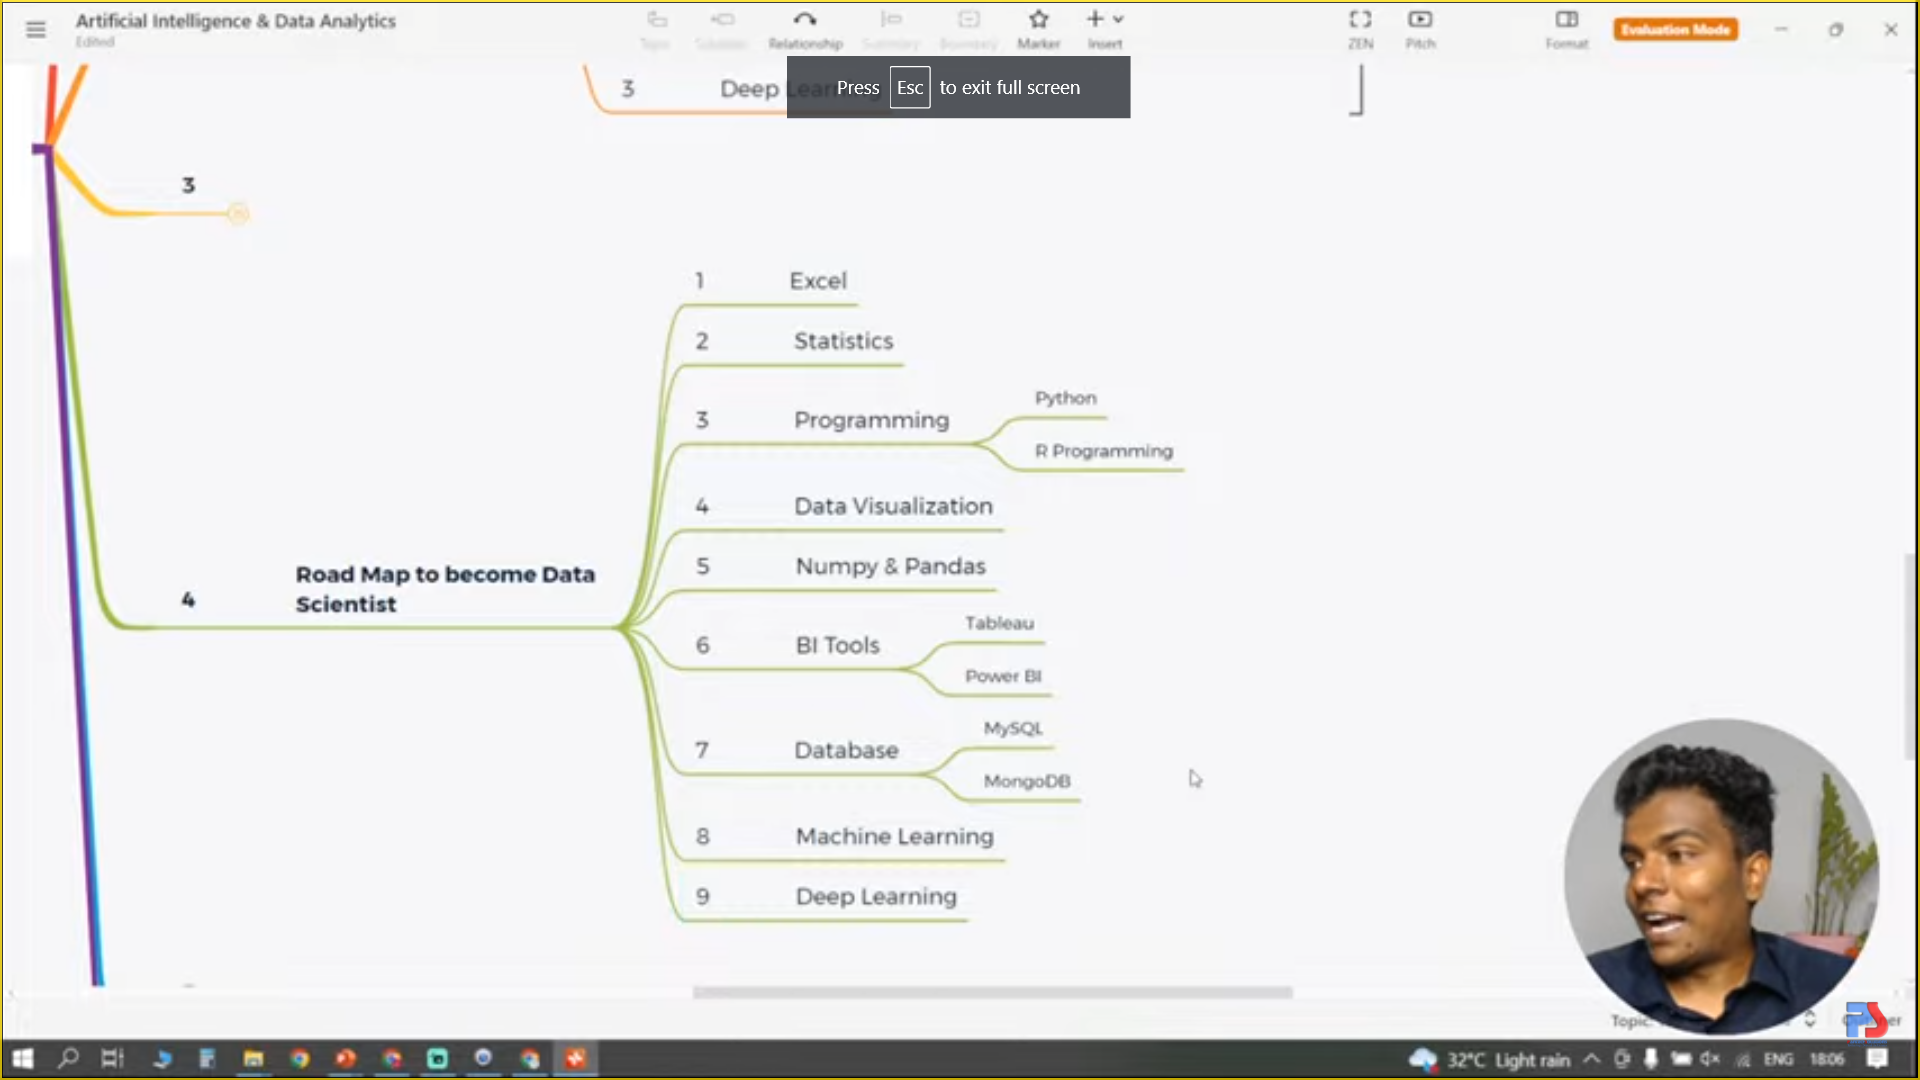 Artificial Intelligence & Data Analytics
Edited
Topic
Relationship
Summary
Boundary
Marker
Insert
ZEN
Pitch
Format
Evaluation Mode
Press Esc to exit full screen
3 Deep Learning
3
1 Excel
2 Statistics
3 Programming
Python
R Programming
4 Data Visualization
5 Numpy & Pandas
4 Road Map to become Data
Scientist
6 BI Tools
Tableau
Power BI
7 Database
MySQL
MongoDB
8 Machine Learning
9 Deep Learning
Topic
32°C Light rain
ENG
18:06